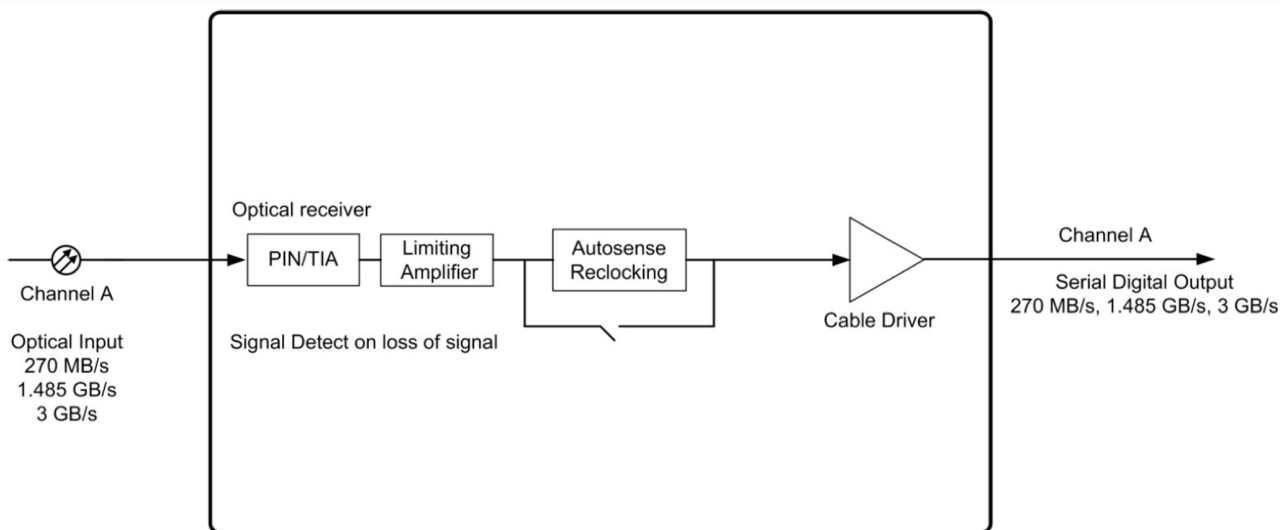 Optical receiver
PIN/TIA
Limiting
Amplifier
Autosense
Reclocking
Channel A
Optical Input
270 MB/s
1.485 GB/s
3 GB/s
Signal Detect on loss of signal
Cable Driver
Channel A
Serial Digital Output
270 MB/s, 1.485 GB/s, 3 GB/s